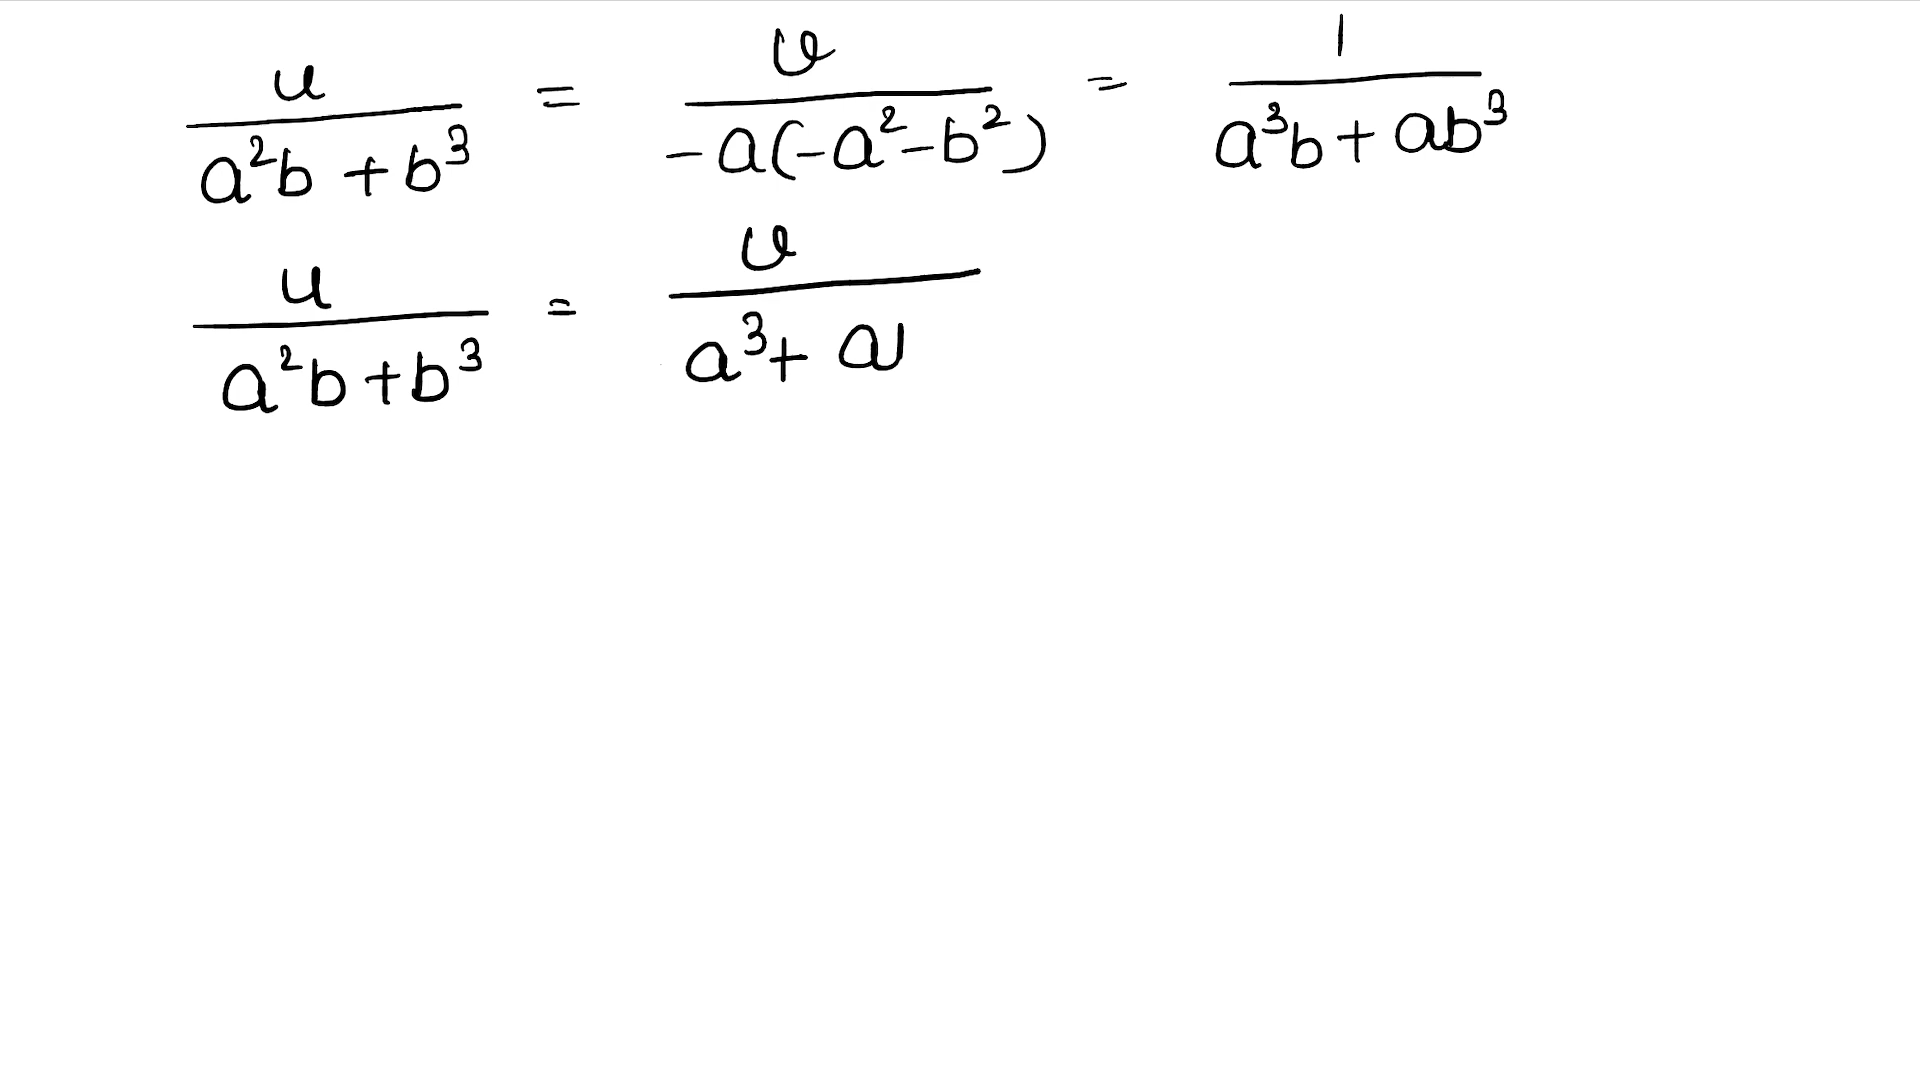 u/(a²b + b³) = v/(-a(-a²-b²)) = 1/(a³b + ab³)
u/(a²b + b³) = v/(a³ + a